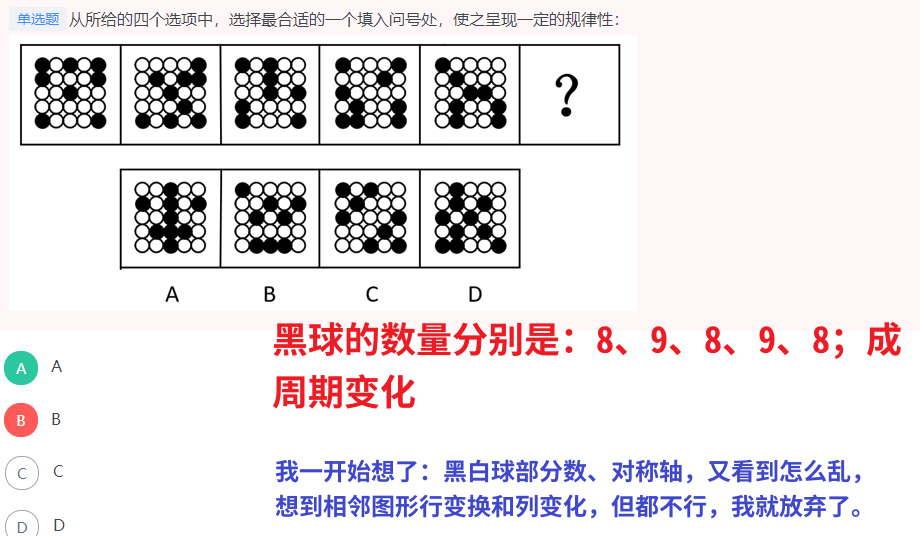 单选题 从所给的四个选项中，选择最合适的一个填入问号处，使之呈现一定的规律性：
?
A B C D
黑球的数量分别是：8、9、8、9、8；成
周期变化
A A
B B
我一开始想了：黑白球部分数、对称轴，又看到怎么乱，
C C
想到相邻图形行变换和列变化，但都不行，我就放弃了。
D D